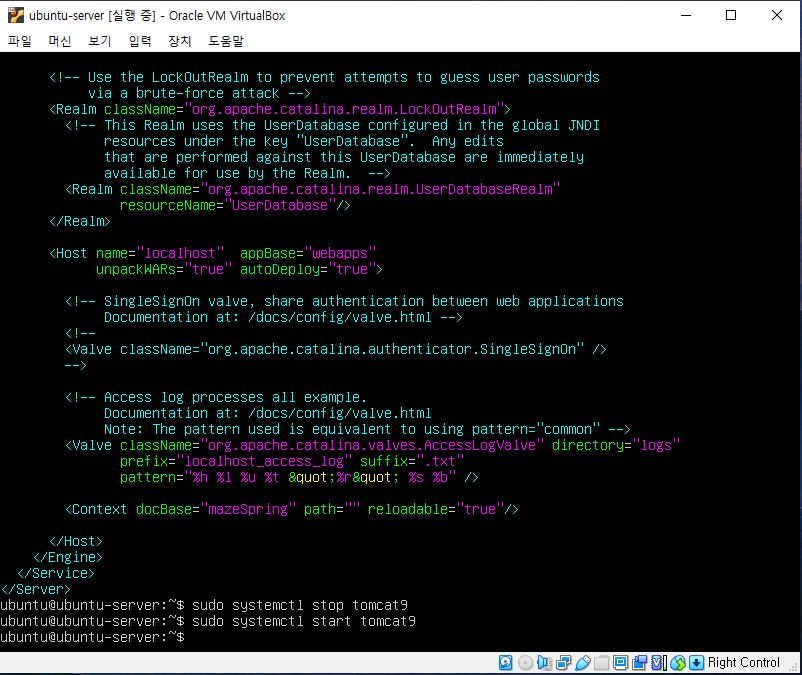 ubuntu-server [실행 중] - Oracle VM VirtualBox
파일 머신 보기 입력 장치 도움말
<!-- Use the LockOutRealm to prevent attempts to guess user passwords
via a brute-force attack -->
<Realm className="org.apache.catalina.realm.LockOutRealm">
<!-- This Realm uses the UserDatabase configured in the global JNDI
resources under the key "UserDatabase".  Any edits
that are performed against this UserDatabase are immediately
available for use by the Realm.  -->
<Realm className="org.apache.catalina.realm.UserDatabaseRealm"
resourceName="UserDatabase"/>
</Realm>
<Host name="localhost"  appBase="webapps"
unpackWARs="true" autoDeploy="true">
<!-- SingleSignOn valve, share authentication between web applications
Documentation at: /docs/config/valve.html -->
<!--
<Valve className="org.apache.catalina.authenticator.SingleSignOn" />
-->
<!-- Access log processes all example.
Documentation at: /docs/config/valve.html
Note: The pattern used is equivalent to using pattern="common" -->
<Valve className="org.apache.catalina.valves.AccessLogValve" directory="logs"
prefix="localhost_access_log" suffix=".txt"
pattern="%h %l %u %t &quot;%r&quot; %s %b" />
<Context docBase="mazeSpring" path="" reloadable="true"/>
</Host>
</Engine>
</Service>
</Server>
ubuntu@ubuntu-server:~$ sudo systemctl stop tomcat9
ubuntu@ubuntu-server:~$ sudo systemctl start tomcat9
ubuntu@ubuntu-server:~$
Right Control